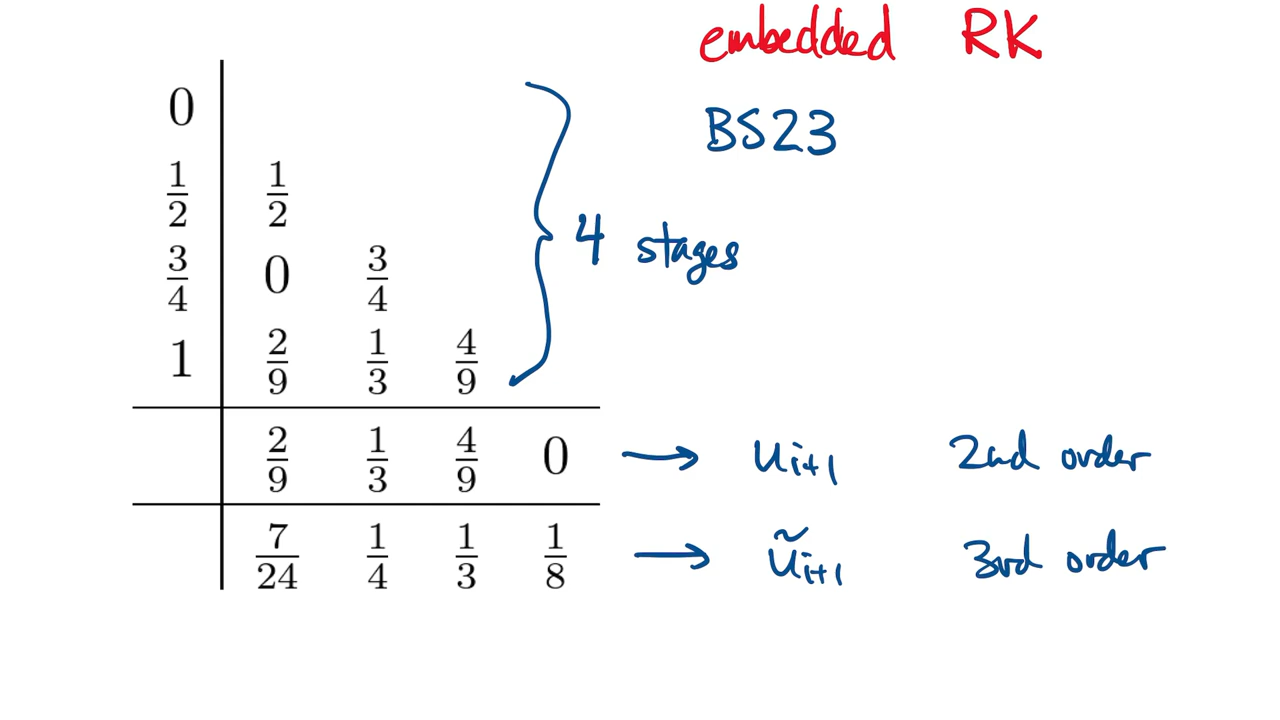 embedded RK
0
BS23
1/2 1/2
4 stages
3/4 0 3/4
1 2/9 1/3 4/9
2/9 1/3 4/9 0 → u_{i+1} 2nd order
7/24 1/4 1/3 1/8 → ũ_{i+1} 3rd order